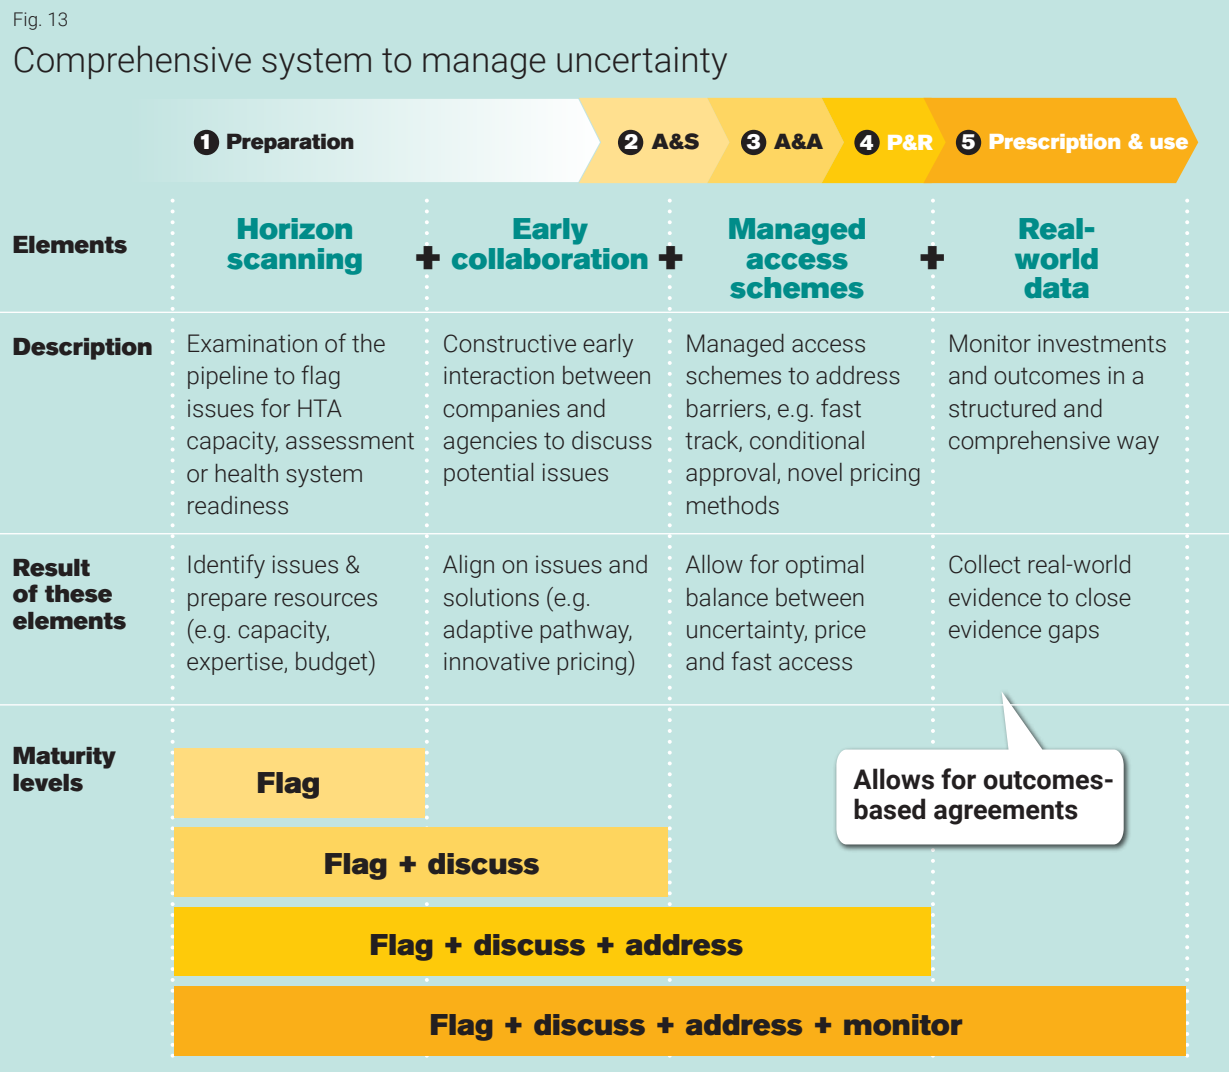 Fig. 13
Comprehensive system to manage uncertainty
1 Preparation
2 A&S
3 A&A
4 P&R
5 Prescription & use
Elements
Horizon
scanning
+
Early
collaboration
+
Managed
access
schemes
+
Real-
world
data
Description
Examination of the
pipeline to flag
issues for HTA
capacity, assessment
or health system
readiness
Constructive early
interaction between
companies and
agencies to discuss
potential issues
Managed access
schemes to address
barriers, e.g. fast
track, conditional
approval, novel pricing
methods
Monitor investments
and outcomes in a
structured and
comprehensive way
Result
of these
elements
Identify issues &
prepare resources
(e.g. capacity,
expertise, budget)
Align on issues and
solutions (e.g.
adaptive pathway,
innovative pricing)
Allow for optimal
balance between
uncertainty, price
and fast access
Collect real-world
evidence to close
evidence gaps
Maturity
levels
Allows for outcomes-
based agreements
Flag
Flag + discuss
Flag + discuss + address
Flag + discuss + address + monitor